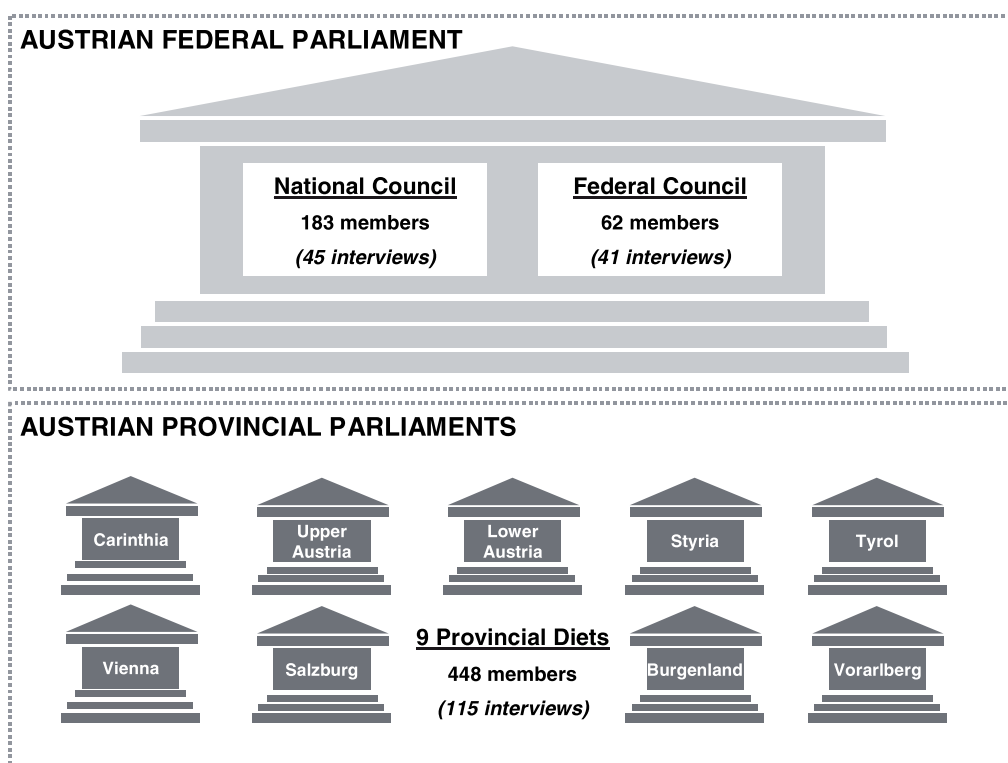 AUSTRIAN FEDERAL PARLIAMENT
National Council
183 members
(45 interviews)
Federal Council
62 members
(41 interviews)
AUSTRIAN PROVINCIAL PARLIAMENTS
Carinthia
Upper
Austria
Lower
Austria
Styria
Tyrol
Vienna
Salzburg
9 Provincial Diets
448 members
(115 interviews)
Burgenland
Vorarlberg